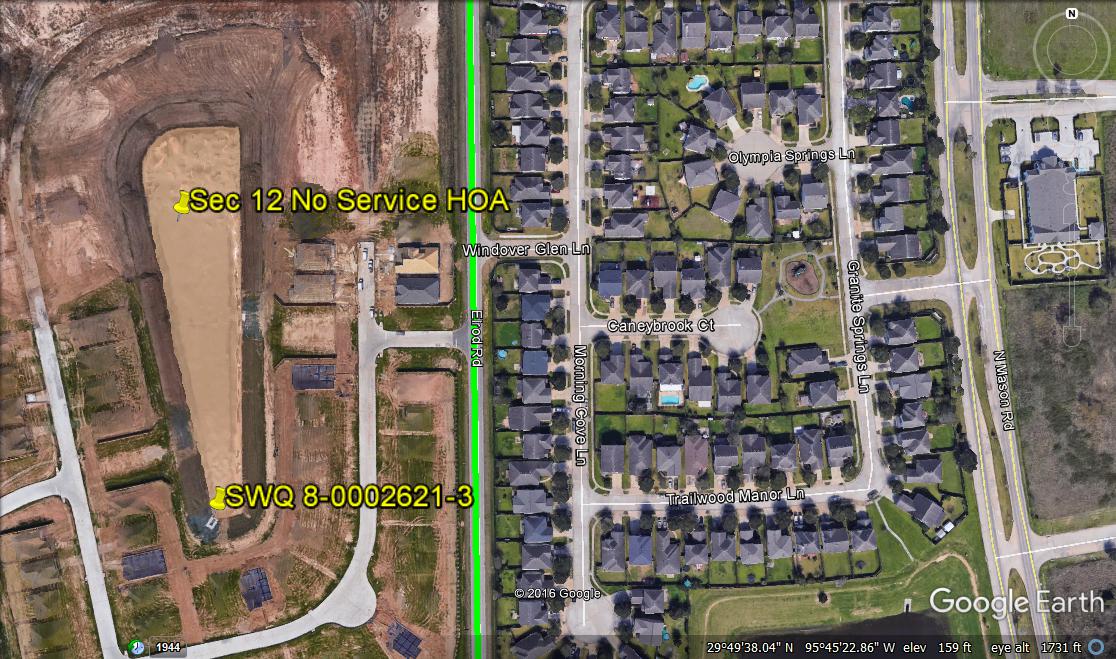 N
Olympia Springs Ln
Sec 12 No Service HOA
Windover Glen Ln
Granite Springs Ln
Caneybrook Ct
Elrod Rd
Morning Cove Ln
N Mason Rd
SWQ 8-0002621-3
Trailwood Manor Ln
© 2016 Google
Google Earth
1944
29°49'38.04" N 95°45'22.86" W elev 159 ft eye alt 1731 ft